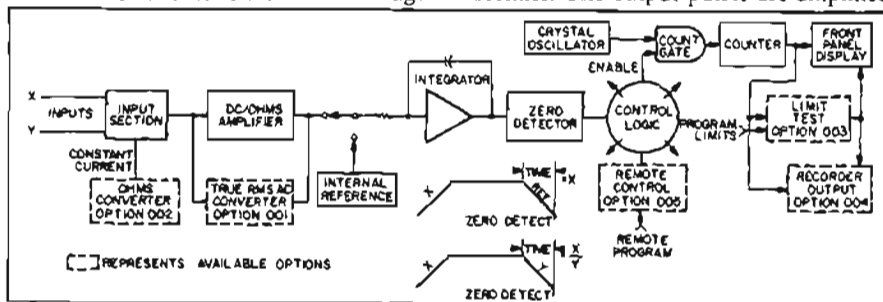 CRYSTAL
OSCILLATOR
COUNT
GATE
COUNTER
FRONT
PANEL
DISPLAY
ENABLE
INTEGRATOR
X
INPUTS
Y
INPUT
SECTION
DC/OHMS
AMPLIFIER
ZERO
DETECTOR
CONTROL
LOGIC
PROGRAM
LIMITS
LIMIT
TEST
OPTION 003
CONSTANT
CURRENT
OHMS
CONVERTER
OPTION 002
TRUE RMS AC
CONVERTER
OPTION 001
INTERNAL
REFERENCE
X
TIME
REF
=X
ZERO DETECT
REMOTE
CONTROL
OPTION 005
RECORDER
OUTPUT
OPTION 004
REMOTE
PROGRAM
X
TIME
Y
X
Y
ZERO DETECT
REPRESENTS AVAILABLE OPTIONS